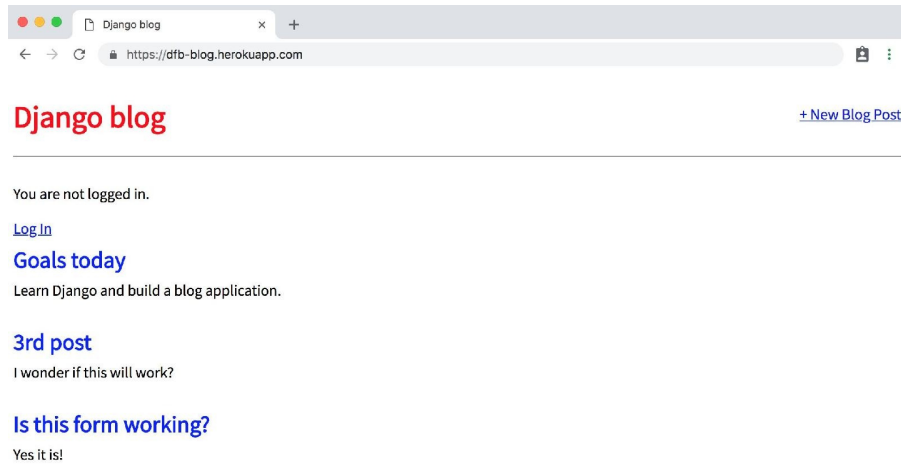 Django blog
https://dfb-blog.herokuapp.com
Django blog
+ New Blog Post
You are not logged in.
Log In
Goals today
Learn Django and build a blog application.
3rd post
I wonder if this will work?
Is this form working?
Yes it is!